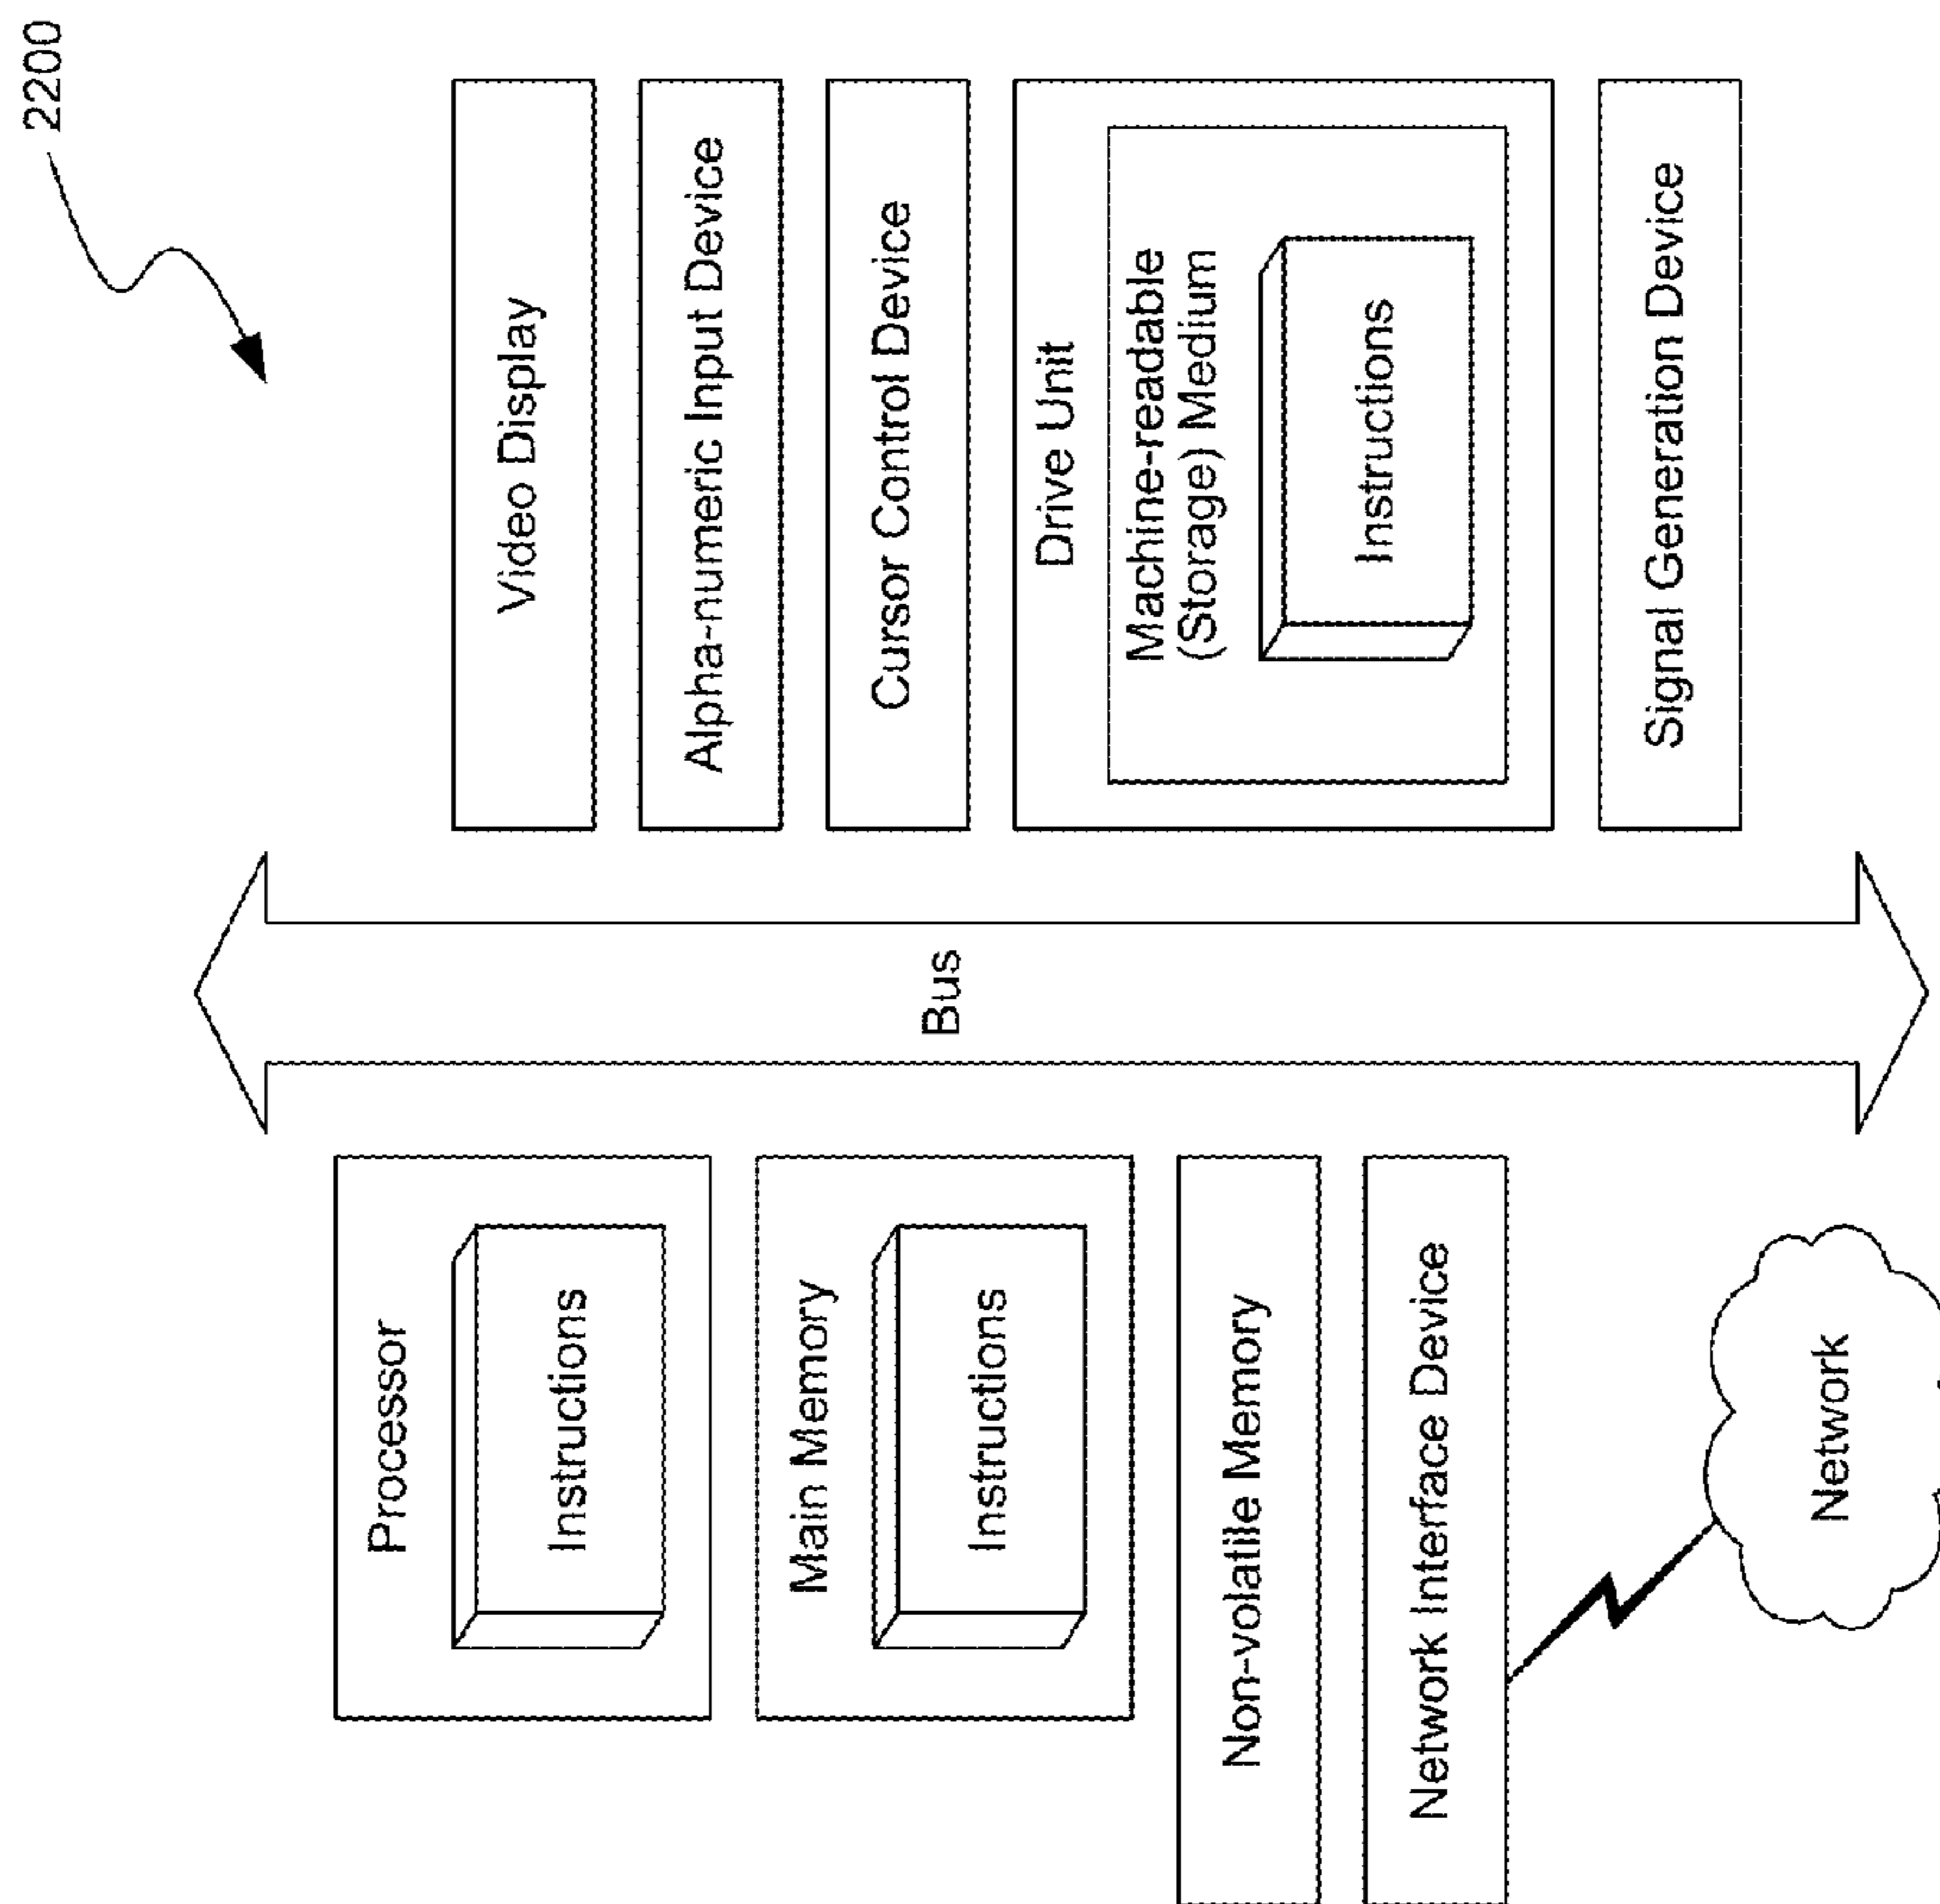 2200
Processor
Instructions
Main Memory
Instructions
Non-volatile Memory
Network Interface Device
Network
Bus
Video Display
Alpha-numeric Input Device
Cursor Control Device
Drive Unit
Machine-readable
(Storage) Medium
Instructions
Signal Generation Device